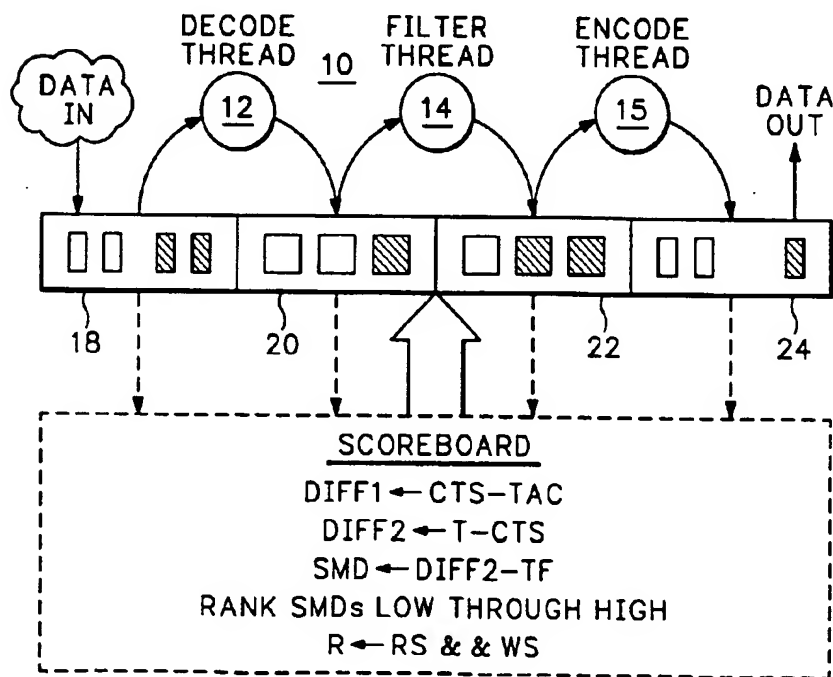 DECODE THREAD
10
FILTER THREAD
ENCODE THREAD
DATA IN
12
14
15
DATA OUT
18
20
22
24
SCOREBOARD
DIFF1←CTS-TAC
DIFF2←T-CTS
SMD←DIFF2-TF
RANK SMDs LOW THROUGH HIGH
R←RS & & WS